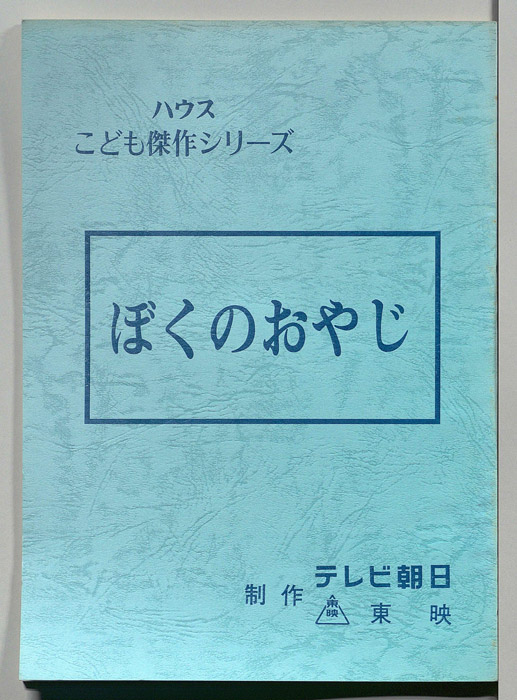 ハウス
こども傑作シリーズ
ぼくのおやじ
制作 テレビ朝日
東映 東映